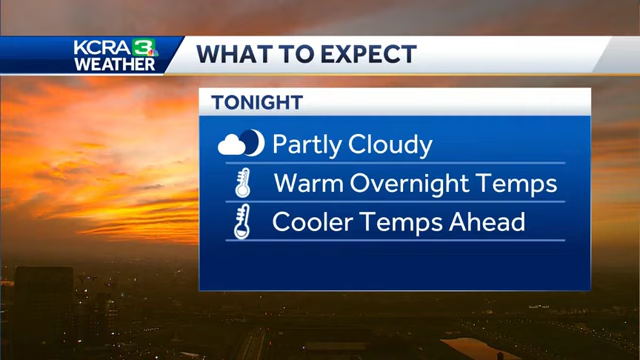 KCRA 3
WEATHER
WHAT TO EXPECT
TONIGHT
Partly Cloudy
Warm Overnight Temps
Cooler Temps Ahead